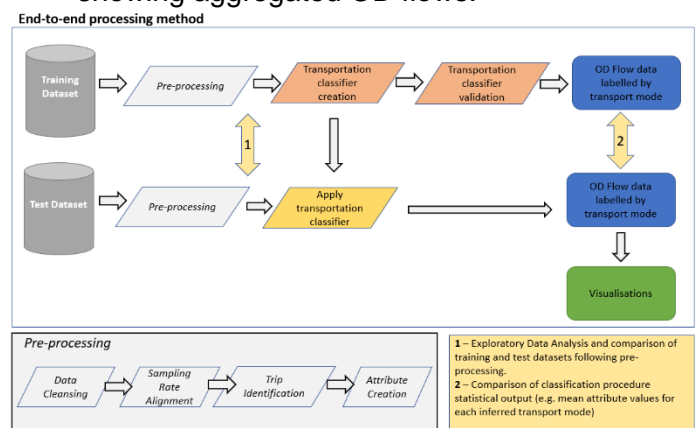 showing aggregated OD flows.
End-to-end processing method
Training
Dataset
Pre-processing
Transportation
classifier
creation
Transportation
classifier
validation
OD Flow data
labelled by
transport mode
1
2
Test Dataset
Pre-processing
Apply
transportation
classifier
OD Flow data
labelled by
transport mode
Visualisations
Pre-processing
Data
Cleansing
Sampling
Rate
Alignment
Trip
Identification
Attribute
Creation
1 – Exploratory Data Analysis and comparison of
training and test datasets following pre-
processing.
2 – Comparison of classification procedure
statistical output (e.g. mean attribute values for
each inferred transport mode)